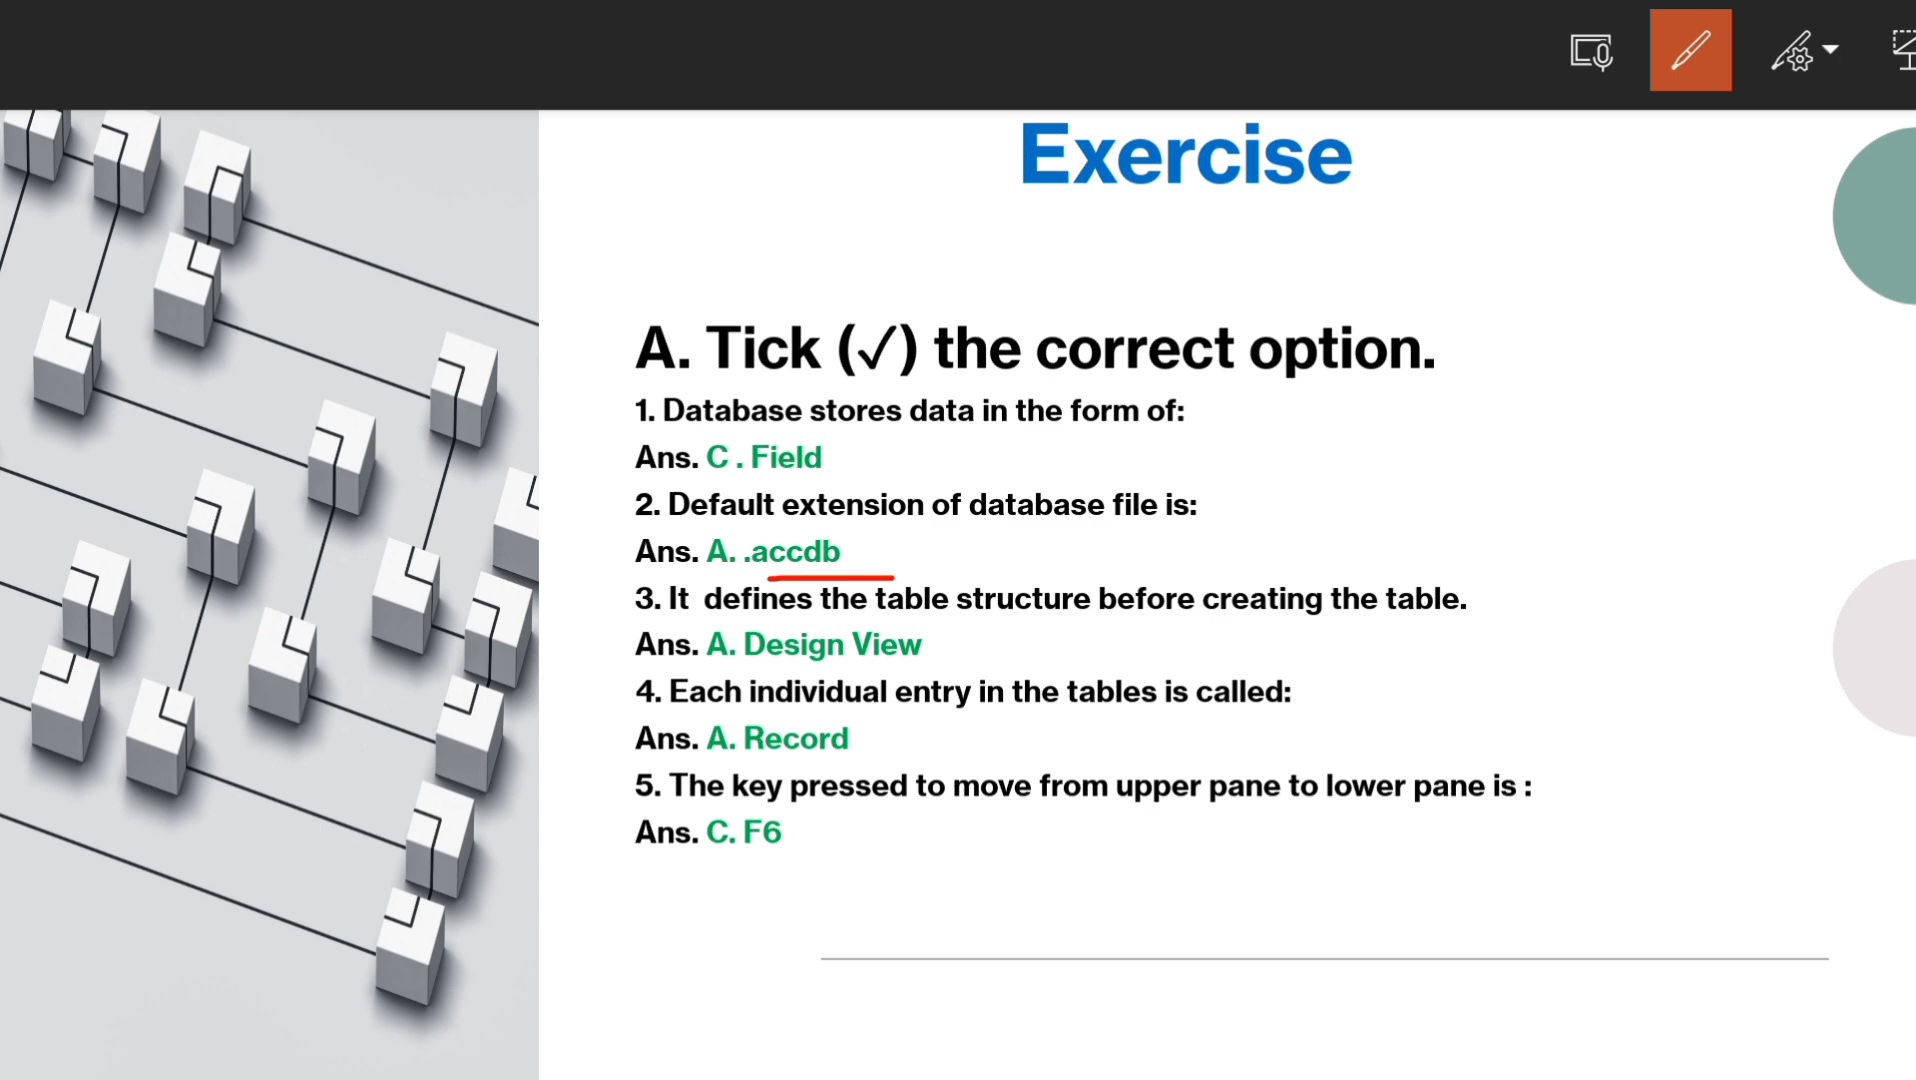 Exercise
A. Tick (✓) the correct option.
1. Database stores data in the form of:
Ans. C . Field
2. Default extension of database file is:
Ans. A. .accdb
3. It  defines the table structure before creating the table.
Ans. A. Design View
4. Each individual entry in the tables is called:
Ans. A. Record
5. The key pressed to move from upper pane to lower pane is :
Ans. C. F6